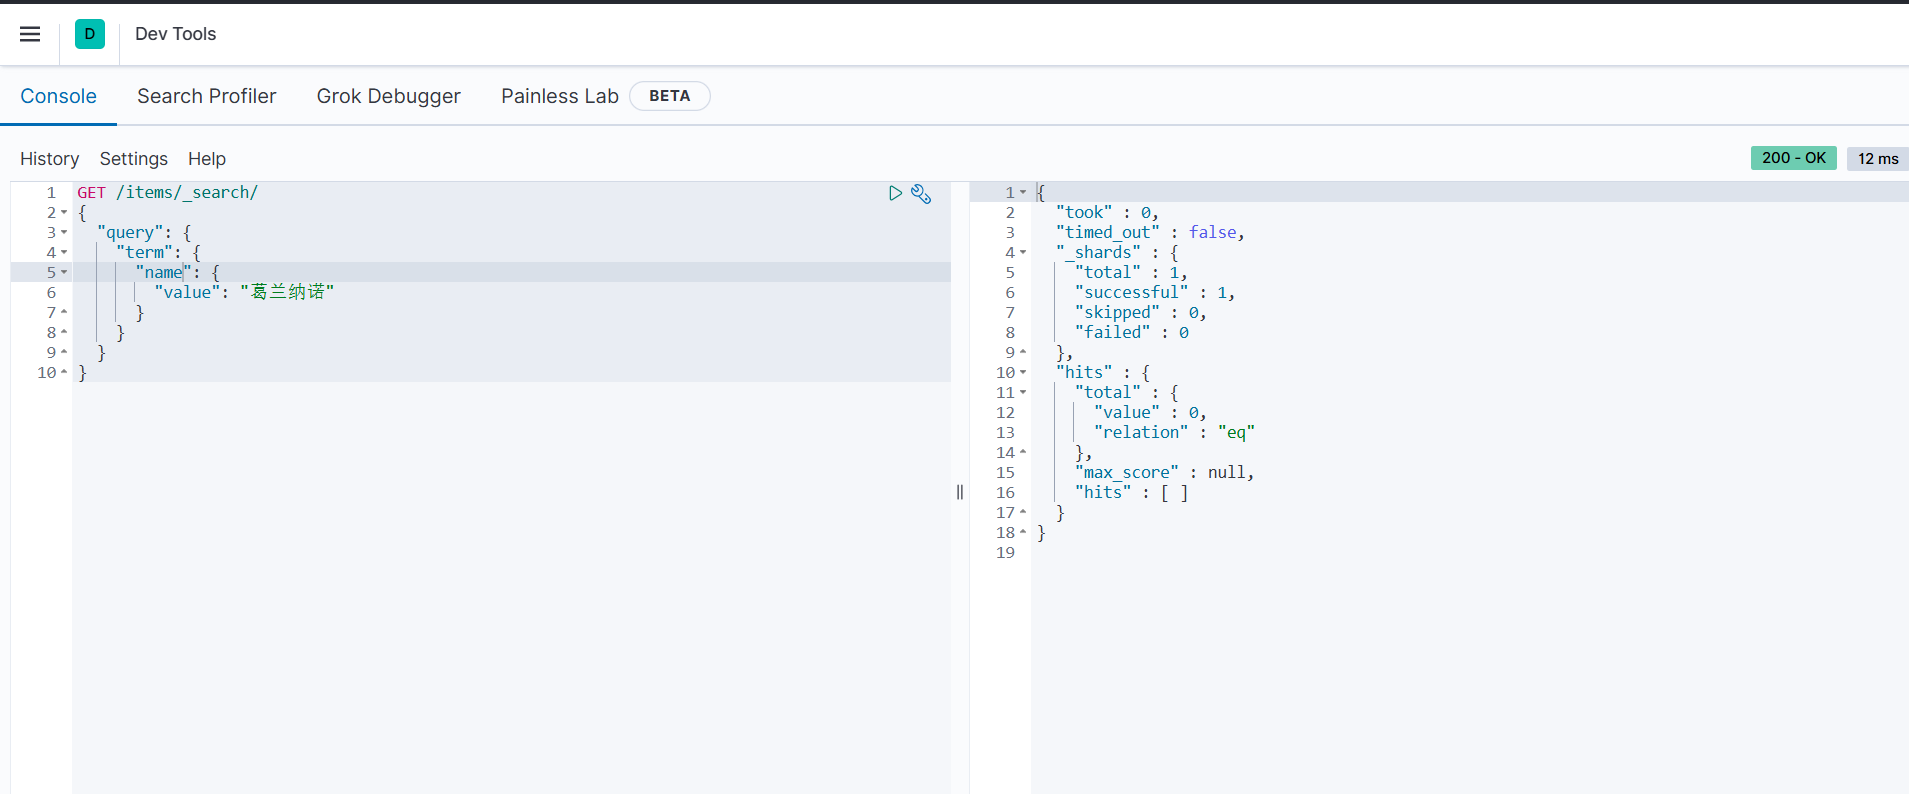 D Dev Tools
Console Search Profiler Grok Debugger Painless Lab BETA
History Settings Help
200 - OK 12 ms
1 GET /items/_search/
2 {
3 "query": {
4 "term": {
5 "name": {
6 "value": "葛兰纳诺"
7 }
8 }
9 }
10 }
1 {
2 "took" : 0,
3 "timed_out" : false,
4 "_shards" : {
5 "total" : 1,
6 "successful" : 1,
7 "skipped" : 0,
8 "failed" : 0
9 },
10 "hits" : {
11 "total" : {
12 "value" : 0,
13 "relation" : "eq"
14 },
15 "max_score" : null,
16 "hits" : [ ]
17 }
18 }
19